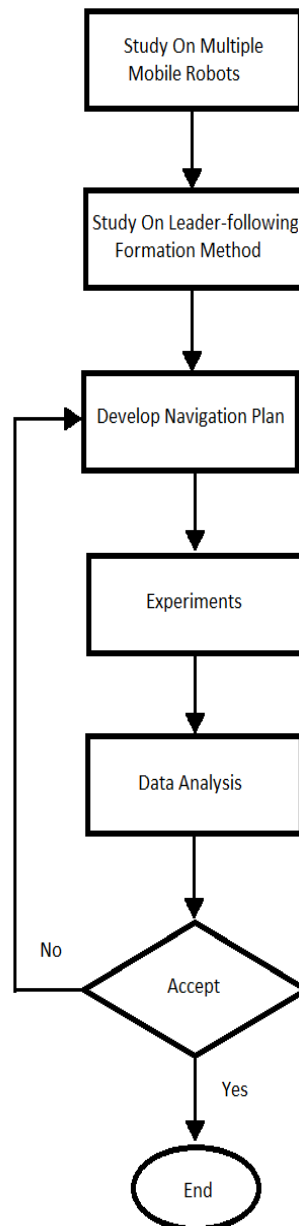 Study On Multiple
Mobile Robots
Study On Leader-following
Formation Method
Develop Navigation Plan
Experiments
Data Analysis
No
Accept
Yes
End